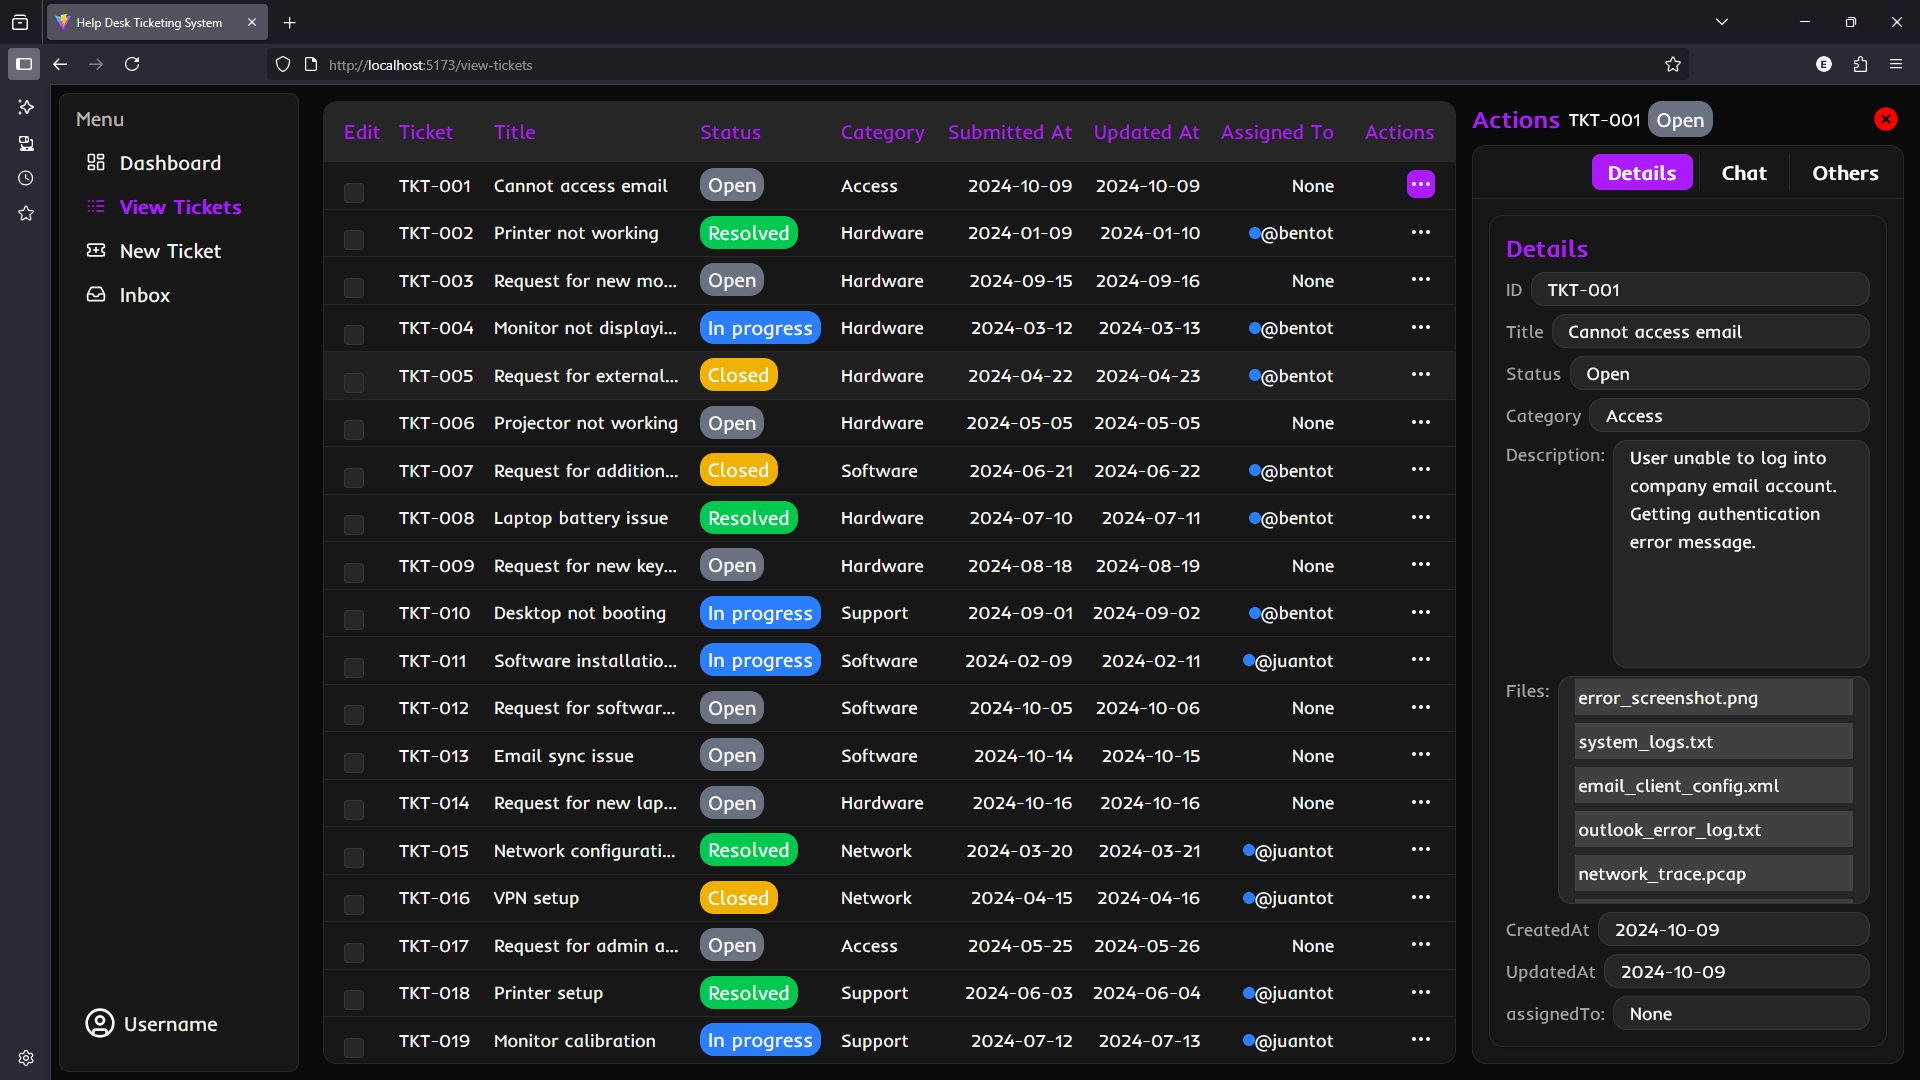 Help Desk Ticketing System
http://localhost:5173/view-tickets
E
Menu
Dashboard
View Tickets
New Ticket
Inbox
Username
Edit Ticket Title Status Category Submitted At Updated At Assigned To Actions
TKT-001 Cannot access email Open Access 2024-10-09 2024-10-09 None
TKT-002 Printer not working Resolved Hardware 2024-01-09 2024-01-10 @bentot
TKT-003 Request for new mo... Open Hardware 2024-09-15 2024-09-16 None
TKT-004 Monitor not displayi... In progress Hardware 2024-03-12 2024-03-13 @bentot
TKT-005 Request for external... Closed Hardware 2024-04-22 2024-04-23 @bentot
TKT-006 Projector not working Open Hardware 2024-05-05 2024-05-05 None
TKT-007 Request for addition... Closed Software 2024-06-21 2024-06-22 @bentot
TKT-008 Laptop battery issue Resolved Hardware 2024-07-10 2024-07-11 @bentot
TKT-009 Request for new key... Open Hardware 2024-08-18 2024-08-19 None
TKT-010 Desktop not booting In progress Support 2024-09-01 2024-09-02 @bentot
TKT-011 Software installatio... In progress Software 2024-02-09 2024-02-11 @juantot
TKT-012 Request for softwar... Open Software 2024-10-05 2024-10-06 None
TKT-013 Email sync issue Open Software 2024-10-14 2024-10-15 None
TKT-014 Request for new lap... Open Hardware 2024-10-16 2024-10-16 None
TKT-015 Network configurati... Resolved Network 2024-03-20 2024-03-21 @juantot
TKT-016 VPN setup Closed Network 2024-04-15 2024-04-16 @juantot
TKT-017 Request for admin a... Open Access 2024-05-25 2024-05-26 None
TKT-018 Printer setup Resolved Support 2024-06-03 2024-06-04 @juantot
TKT-019 Monitor calibration In progress Support 2024-07-12 2024-07-13 @juantot
Actions TKT-001 Open
Details Chat Others
Details
ID TKT-001
Title Cannot access email
Status Open
Category Access
Description: User unable to log into
company email account.
Getting authentication
error message.
Files: error_screenshot.png
system_logs.txt
email_client_config.xml
outlook_error_log.txt
network_trace.pcap
CreatedAt 2024-10-09
UpdatedAt 2024-10-09
assignedTo: None